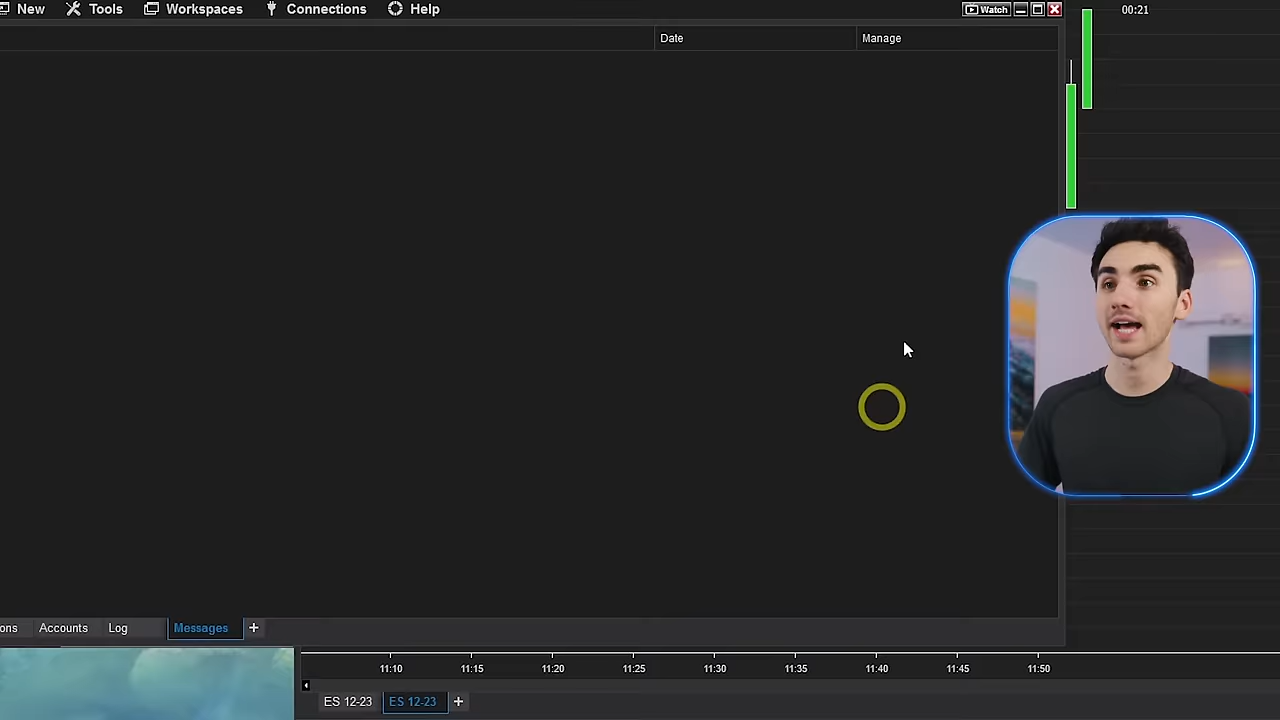 New Tools Workspaces Connections Help
Watch
00:21
Date Manage
ons Accounts Log Messages +
11:10 11:15 11:20 11:25 11:30 11:35 11:40 11:45 11:50
ES 12-23 ES 12-23 +